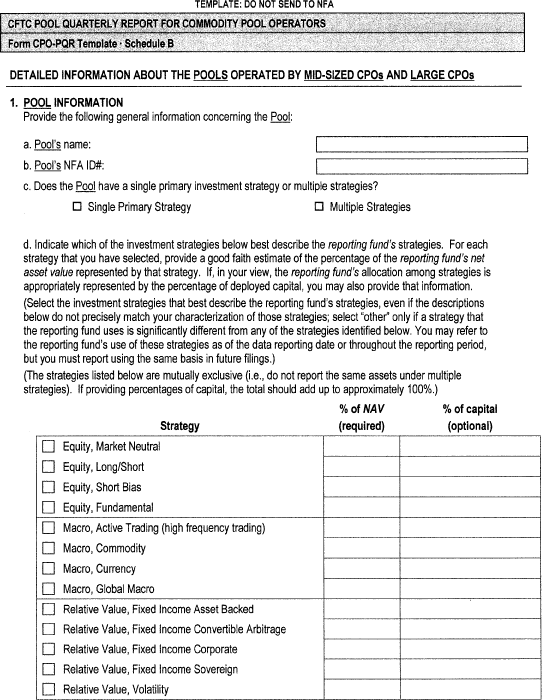 TEMPLATE: DO NOT SEND TO NFA
CFTC POOL QUARTERLY REPORT FOR COMMODITY POOL OPERATORS
Form CPO-PQR Template · Schedule B
DETAILED INFORMATION ABOUT THE POOLS OPERATED BY MID-SIZED CPOs AND LARGE CPOs
1. POOL INFORMATION
Provide the following general information concerning the Pool:
a. Pool's name:
b. Pool's NFA ID#:
c. Does the Pool have a single primary investment strategy or multiple strategies?
Single Primary Strategy Multiple Strategies
d. Indicate which of the investment strategies below best describe the reporting fund's strategies. For each
strategy that you have selected, provide a good faith estimate of the percentage of the reporting fund's net
asset value represented by that strategy. If, in your view, the reporting fund's allocation among strategies is
appropriately represented by the percentage of deployed capital, you may also provide that information.
(Select the investment strategies that best describe the reporting fund's strategies, even if the descriptions
below do not precisely match your characterization of those strategies; select "other" only if a strategy that
the reporting fund uses is significantly different from any of the strategies identified below. You may refer to
the reporting fund's use of these strategies as of the data reporting date or throughout the reporting period,
but you must report using the same basis in future filings.)
(The strategies listed below are mutually exclusive (i.e., do not report the same assets under multiple
strategies). If providing percentages of capital, the total should add up to approximately 100%.)
% of NAV % of capital
Strategy (required) (optional)
Equity, Market Neutral
Equity, Long/Short
Equity, Short Bias
Equity, Fundamental
Macro, Active Trading (high frequency trading)
Macro, Commodity
Macro, Currency
Macro, Global Macro
Relative Value, Fixed Income Asset Backed
Relative Value, Fixed Income Convertible Arbitrage
Relative Value, Fixed Income Corporate
Relative Value, Fixed Income Sovereign
Relative Value, Volatility